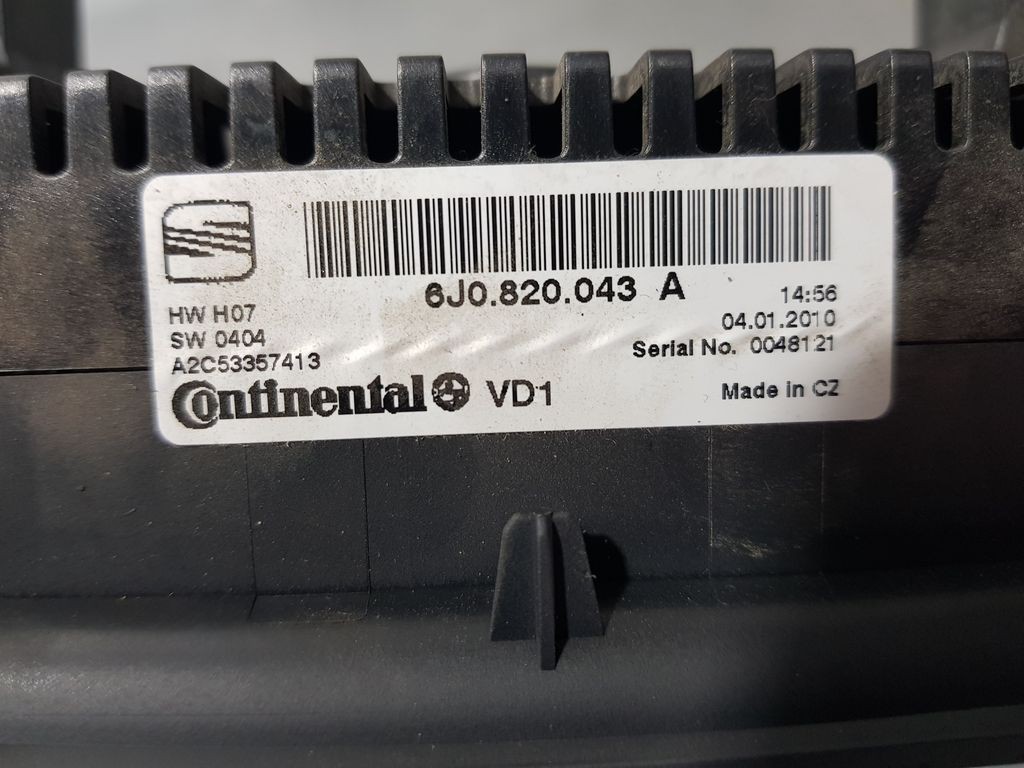 6J0.820.043 A
14:56
HW H07
04.01.2010
SW 0404
Serial No. 0048121
A2C53357413
Continental VD1
Made in CZ